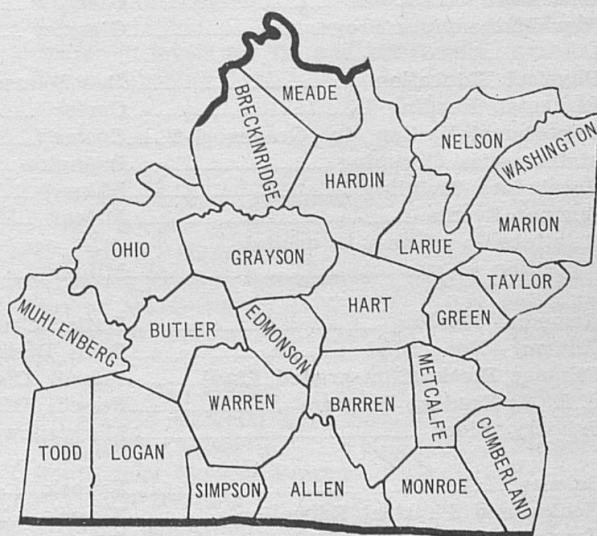 MEADE
BRECKINRIDGE
NELSON
WASHINGTON
HARDIN
MARION
OHIO
GRAYSON
LARUE
TAYLOR
HART
GREEN
MUHLENBERG
BUTLER
EDMONSON
METCALFE
WARREN
BARREN
CUMBERLAND
TODD
LOGAN
SIMPSON
ALLEN
MONROE